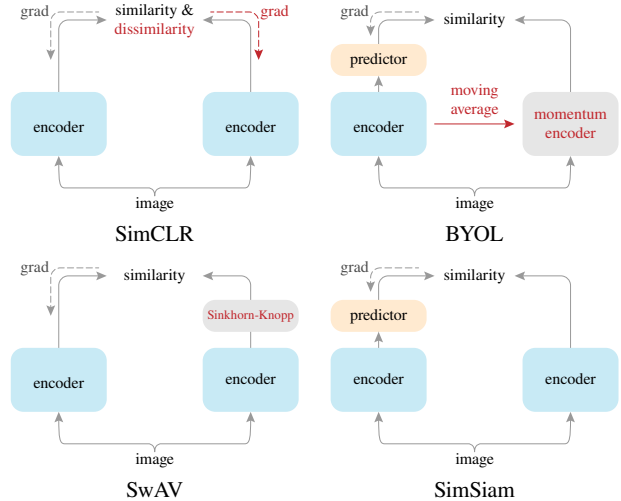 grad
similarity &
dissimilarity
grad
encoder
encoder
image
SimCLR
grad
similarity
predictor
encoder
moving
average
momentum
encoder
image
BYOL
grad
similarity
Sinkhorn-Knopp
encoder
encoder
image
SwAV
grad
similarity
predictor
encoder
encoder
image
SimSiam